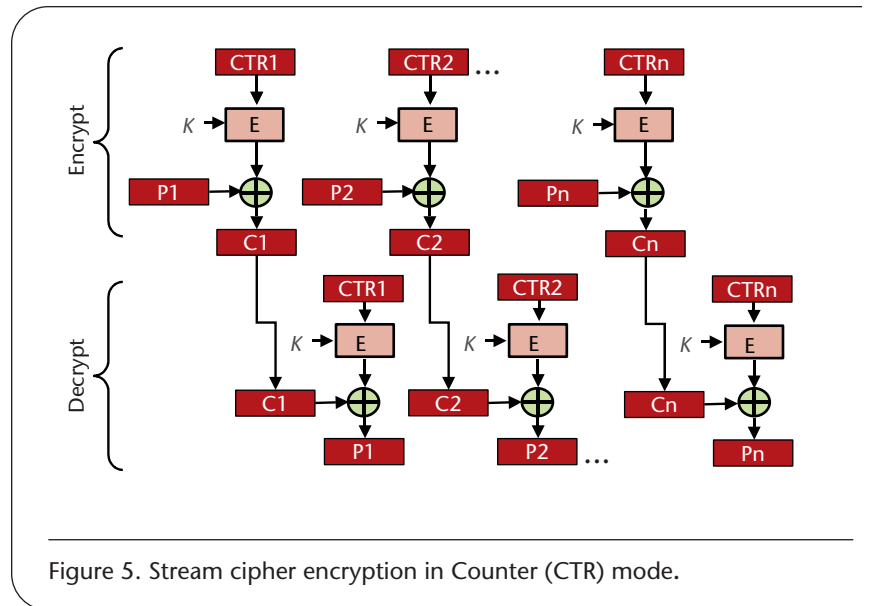 Encrypt
CTR1 CTR2 ... CTRn
K E K E K E
P1 P2 Pn
C1 C2 Cn
Decrypt
CTR1 CTR2 CTRn
K E K E K E
C1 C2 Cn
P1 P2 ... Pn
Figure 5. Stream cipher encryption in Counter (CTR) mode.